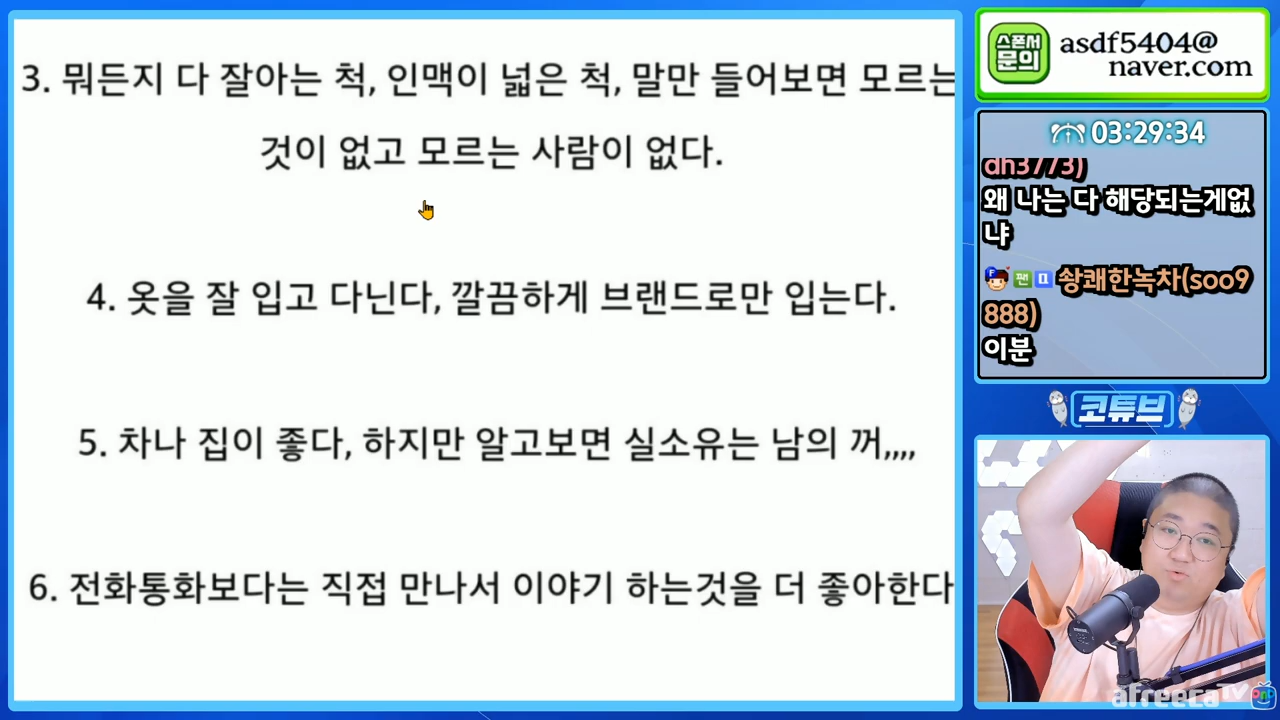 3. 뭐든지 다 잘아는 척, 인맥이 넓은 척, 말만 들어보면 모르는
것이 없고 모르는 사람이 없다.
4. 옷을 잘 입고 다닌다, 깔끔하게 브랜드로만 입는다.
5. 차나 집이 좋다, 하지만 알고보면 실소유는 남의 꺼,,,,
6. 전화통화보다는 직접 만나서 이야기 하는것을 더 좋아한다
스폰서
문의
asdf5404@
naver.com
03:29:34
dh3773)
왜 나는 다 해당되는게없
냐
F 팬 솽쾌한녹차(soo9
888)
이분
코튜브
afreecaTV